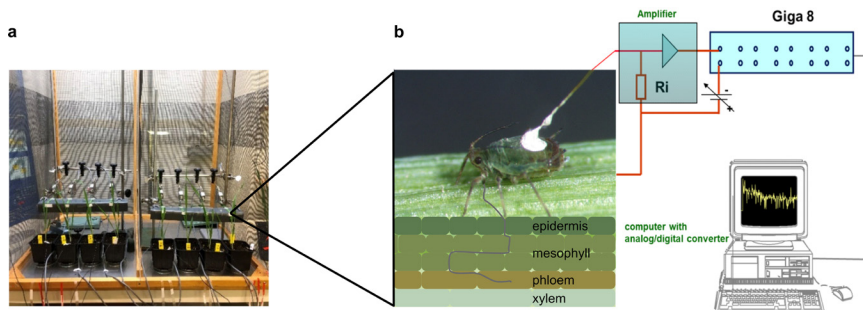 a
b
Amplifier
Giga 8
Ri
-
+
epidermis
mesophyll
phloem
xylem
computer with
analog/digital converter